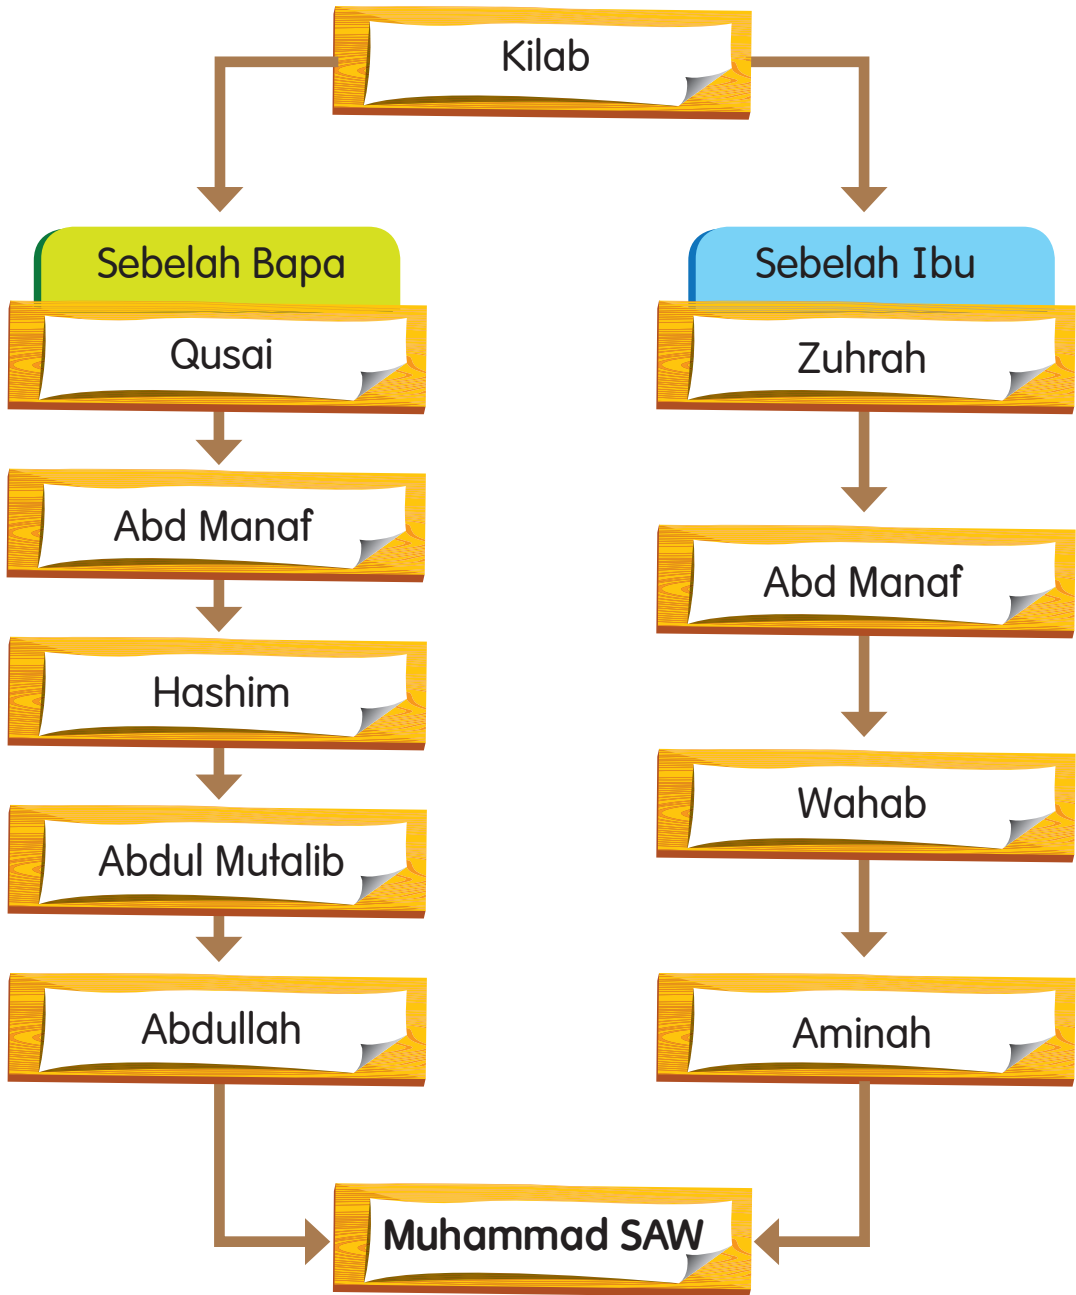 Kilab
Sebelah Bapa
Qusai
Abd Manaf
Hashim
Abdul Mutalib
Abdullah
Sebelah Ibu
Zuhrah
Abd Manaf
Wahab
Aminah
Muhammad SAW